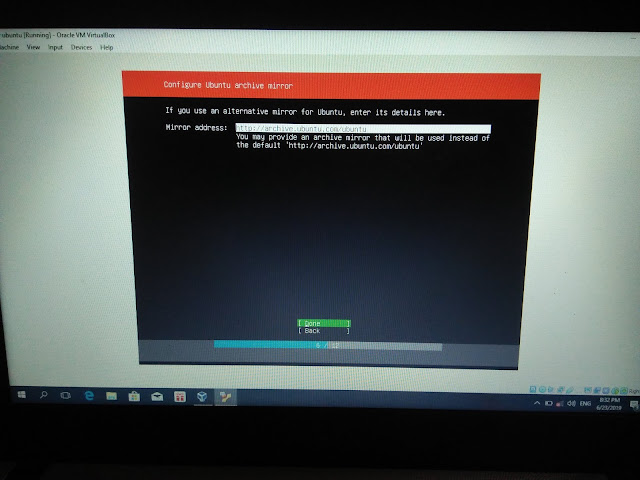 ubuntu [Running] - Oracle VM VirtualBox
Machine View Input Devices Help
Configure Ubuntu archive mirror
If you use an alternative mirror for Ubuntu, enter its details here.
Mirror address: http://archive.ubuntu.com/ubuntu
You may provide an archive mirror that will be used instead of
the default 'http://archive.ubuntu.com/ubuntu'
[ Done ]
[ Back ]
6 / 12
Right
ENG
8:32 PM
6/23/2019